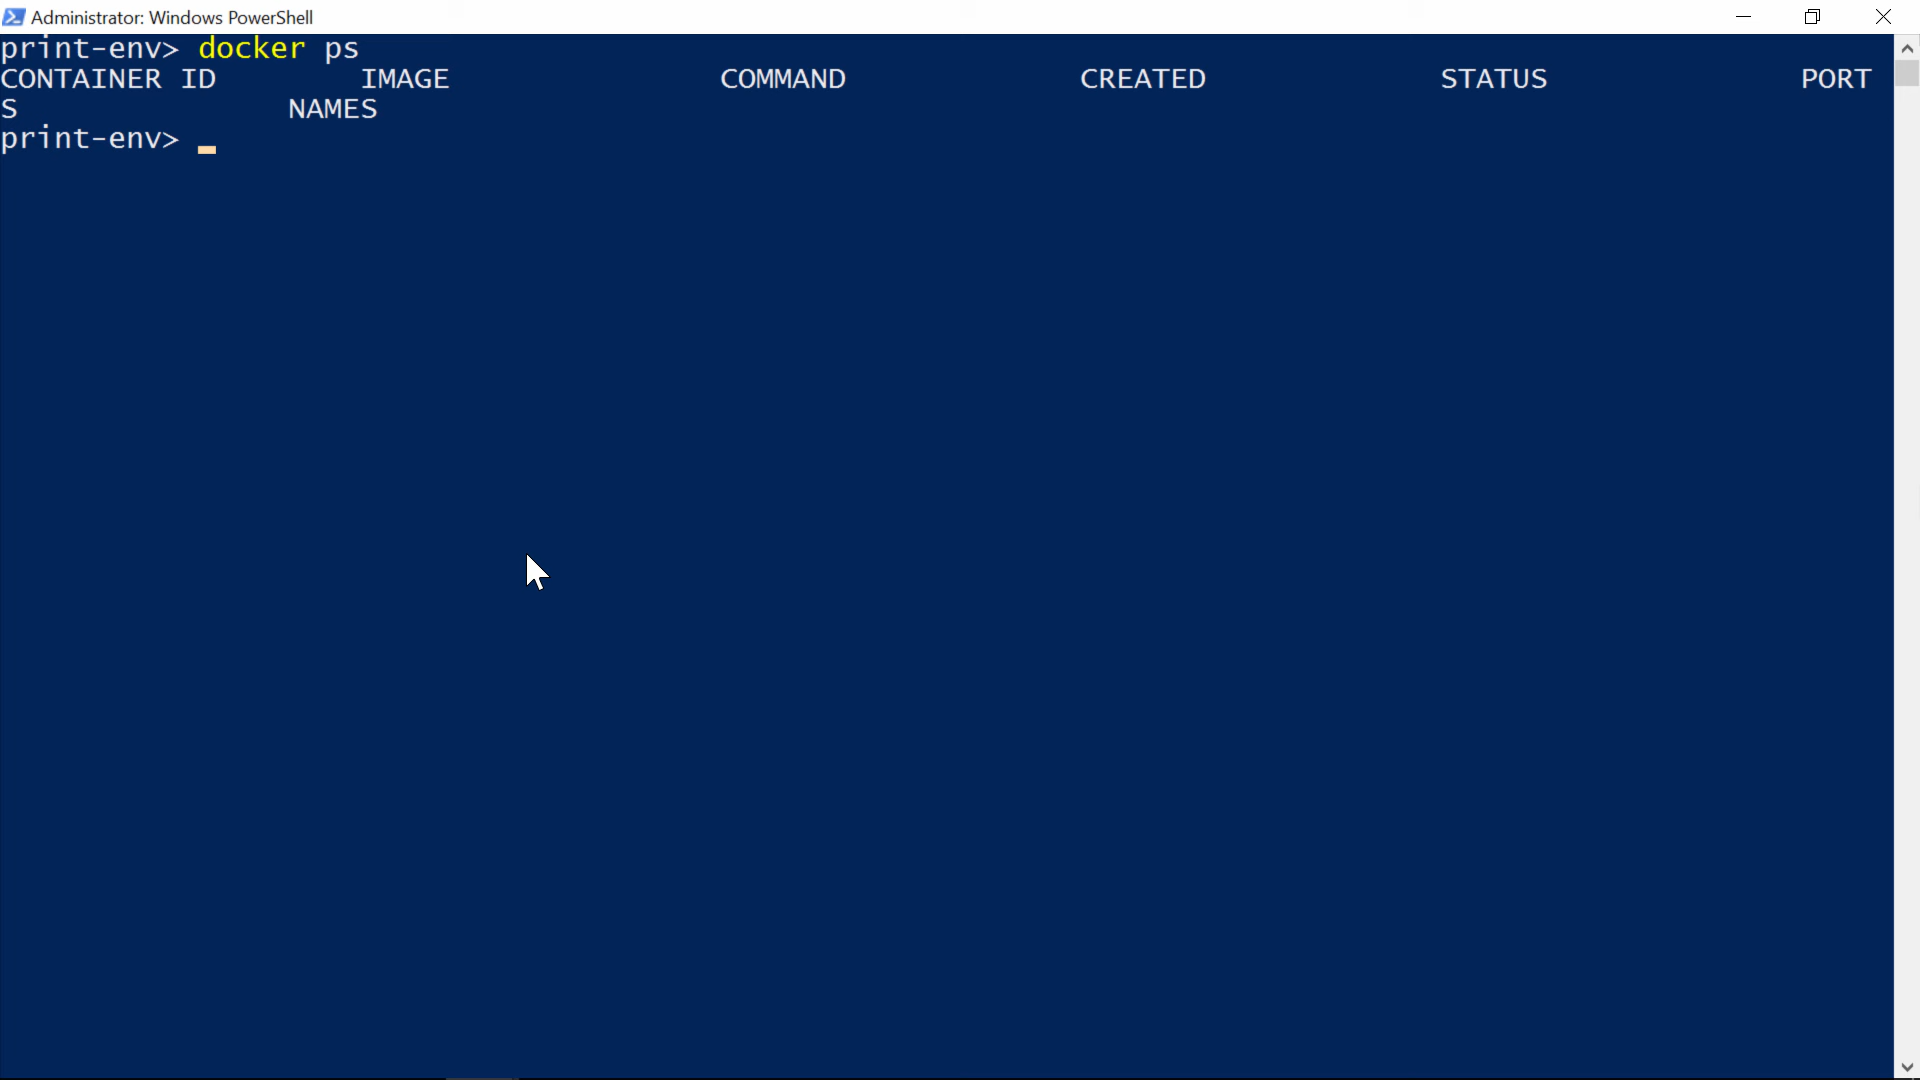 Administrator: Windows PowerShell
print-env> docker ps
CONTAINER ID IMAGE COMMAND CREATED STATUS PORT
S NAMES
print-env>